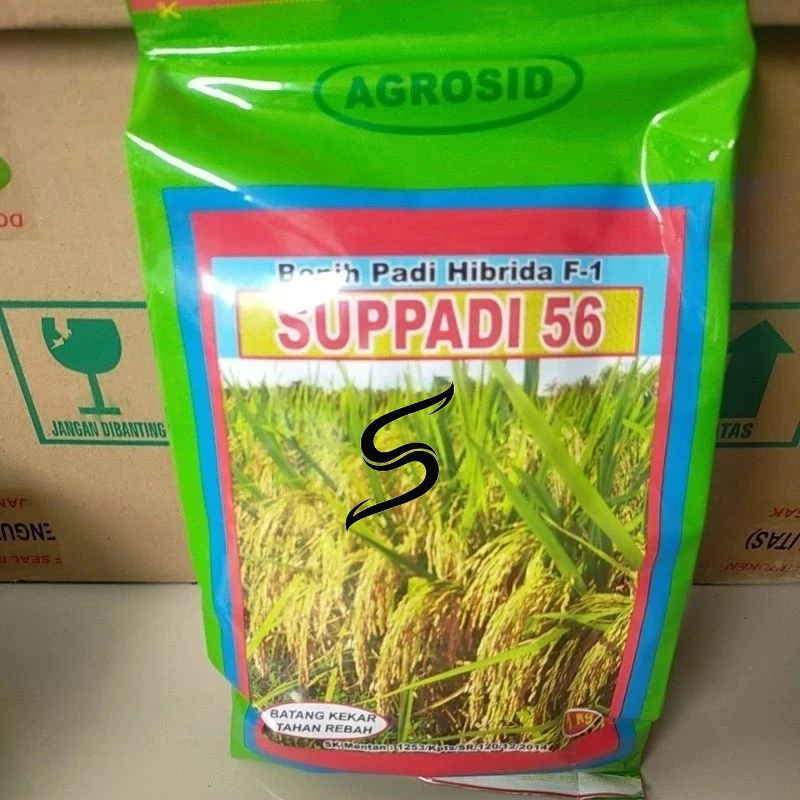 AGROSID
Benih Padi Hibrida F-1
SUPPADI 56
JANGAN DIBANTING
BATANG KEKAR
TAHAN REBAH
1 Kg
SK Mentan : 1253/Kpts/SR.120/12/2014